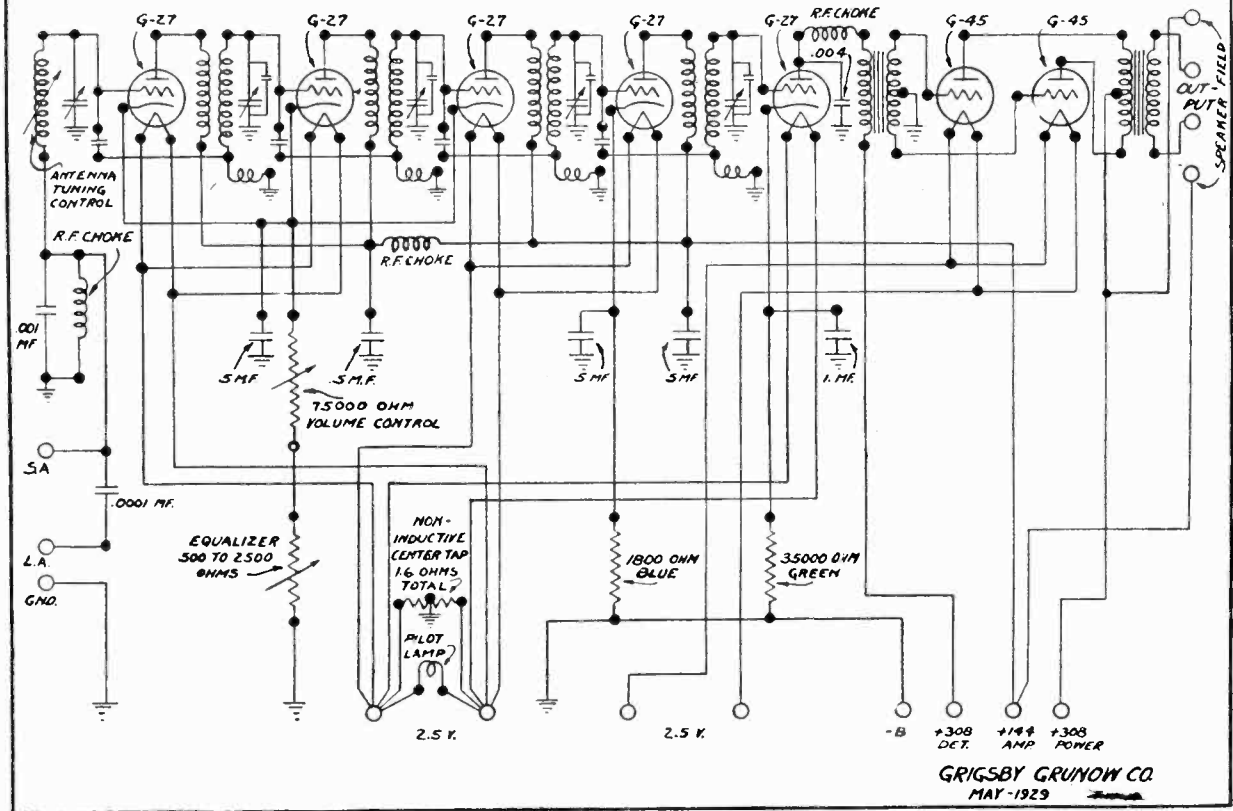 G-27
G-27
G-27
G-27
G-27
R.F. CHOKE
G-45
G-45
.004
OUT-
PUT
SPEAKER FIELD
ANTENNA
TUNING
CONTROL
R.F. CHOKE
R.F. CHOKE
.001
MF
.5 M.F.
.5 M.F.
.5 MF
.5 MF
1. MF.
75000 OHM
VOLUME CONTROL
S.A.
.0001 MF.
L.A.
GND.
EQUALIZER
500 TO 2500
OHMS
NON-
INDUCTIVE
CENTER TAP
1.6 OHMS
TOTAL
PILOT
LAMP
1800 OHM
BLUE
35000 OHM
GREEN
2.5 V.
2.5 V.
-B
+308
DET.
+144
AMP
+308
POWER
GRIGSBY GRUNOW CO.
MAY-1929